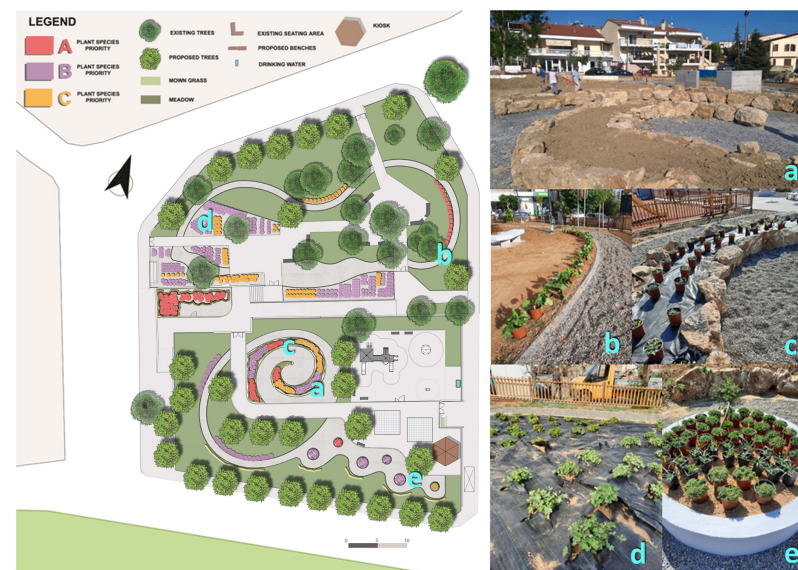 LEGEND
A PLANT SPECIES PRIORITY
B PLANT SPECIES PRIORITY
C PLANT SPECIES PRIORITY
EXISTING TREES
PROPOSED TREES
MOWN GRASS
MEADOW
EXISTING SEATING AREA
PROPOSED BENCHES
DRINKING WATER
KIOSK
d
b
c
a
e
0 5 10
a
b
c
d
e